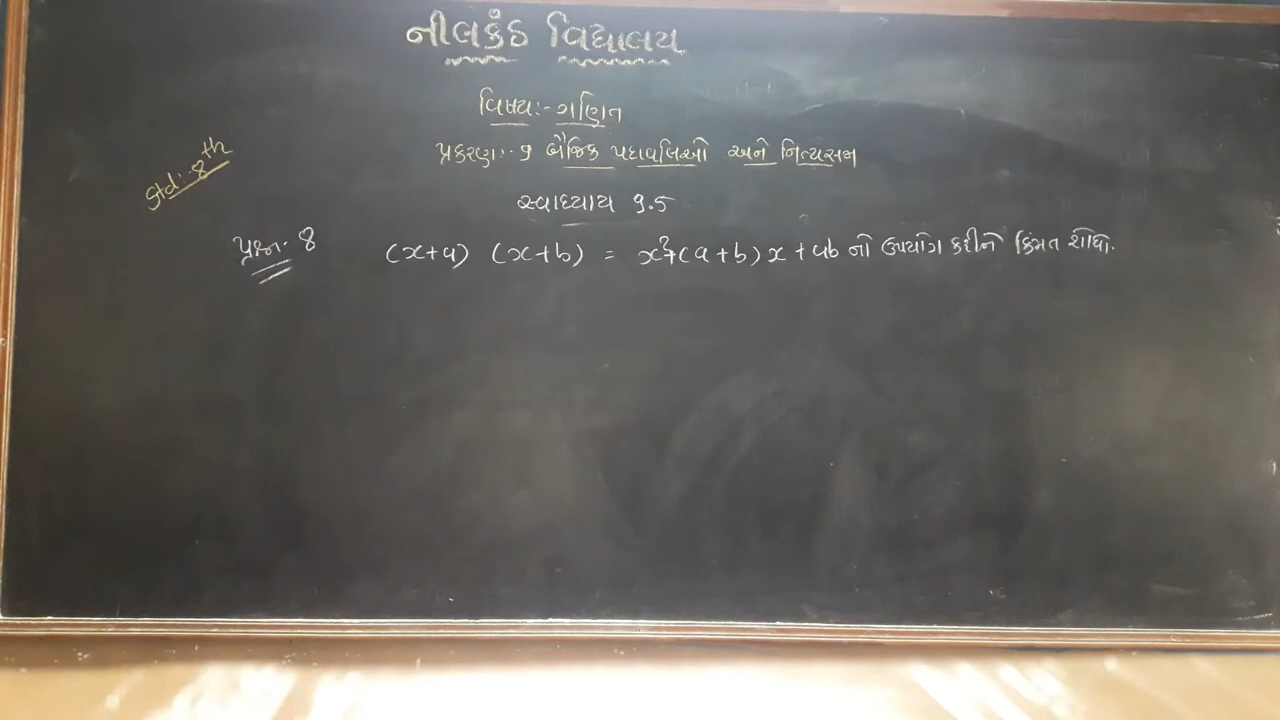 નીલકંઠ વિદ્યાલય
વિષયઃ- ગણિત
Std:- 8th
પ્રકરણઃ- 9 બૈજિક પદાવલિઓ અને નિત્યસમ
સ્વાધ્યાય 9.5
પ્રશ્ન- 8 (x+a) (x+b) = x²+(a+b)x+ab નો ઉપયોગ કરીને કિંમત શોધો.